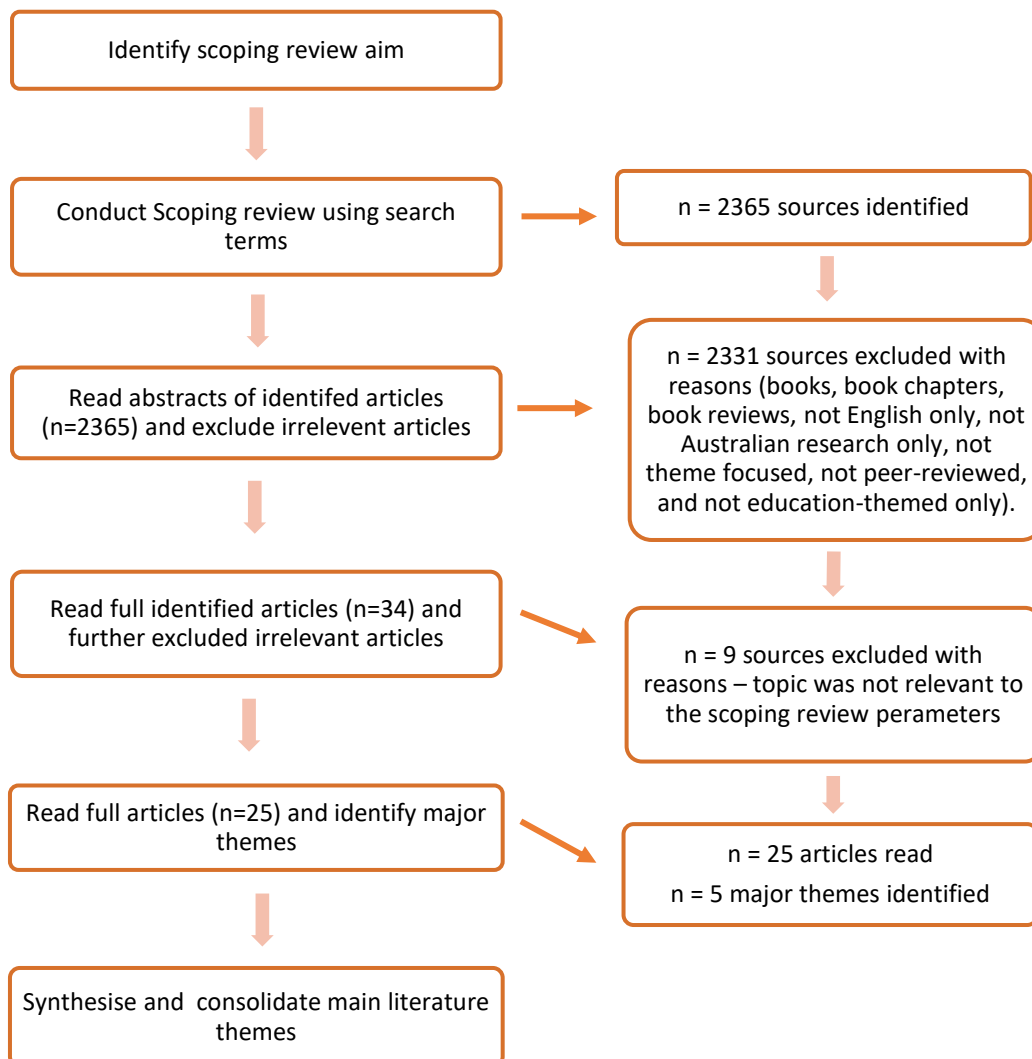 Identify scoping review aim
Conduct Scoping review using search
terms
n = 2365 sources identified
Read abstracts of identifed articles
(n=2365) and exclude irrelevent articles
n = 2331 sources excluded with
reasons (books, book chapters,
book reviews, not English only, not
Australian research only, not
theme focused, not peer-reviewed,
and not education-themed only).
Read full identified articles (n=34) and
further excluded irrelevant articles
n = 9 sources excluded with
reasons – topic was not relevant to
the scoping review perameters
Read full articles (n=25) and identify major
themes
n = 25 articles read
n = 5 major themes identified
Synthesise and consolidate main literature
themes